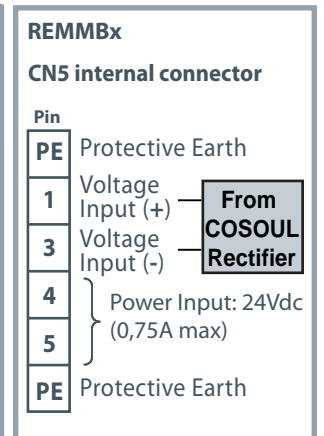 REMMBx
CN5 internal connector
Pin
PE Protective Earth
1 Voltage
Input (+)
3 Voltage
Input (-)
From
COSOUL
Rectifier
4 Power Input: 24Vdc
5 (0,75A max)
PE Protective Earth